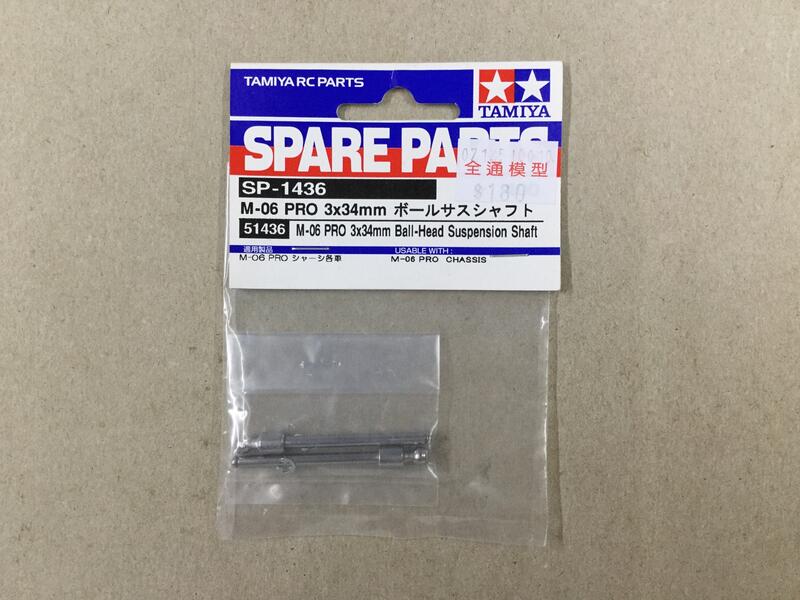 TAMIYA RC PARTS
TAMIYA
SPARE PARTS
全通模型
$180
SP-1436
M-06 PRO 3x34mm ボールサスシャフト
51436 M-06 PRO 3x34mm Ball-Head Suspension Shaft
適用製品 USABLE WITH :
M-06 PRO シャーシ各車 M-06 PRO CHASSIS